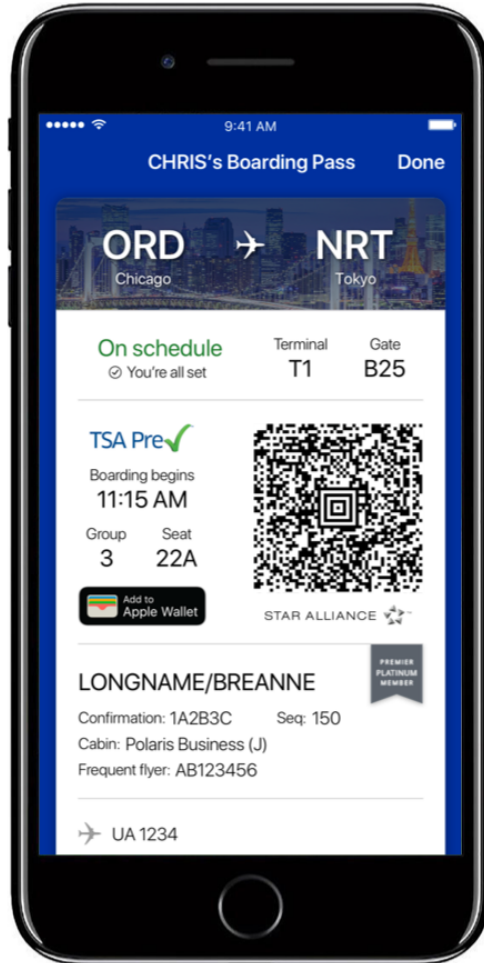 9:41 AM
CHRIS's Boarding Pass Done
ORD NRT
Chicago Tokyo
On schedule
You're all set
Terminal Gate
T1 B25
TSA Pre
Boarding begins
11:15 AM
Group Seat
3 22A
Add to
Apple Wallet
STAR ALLIANCE
PREMIER
PLATINUM
MEMBER
LONGNAME/BREANNE
Confirmation: 1A2B3C Seq: 150
Cabin: Polaris Business (J)
Frequent flyer: AB123456
UA 1234